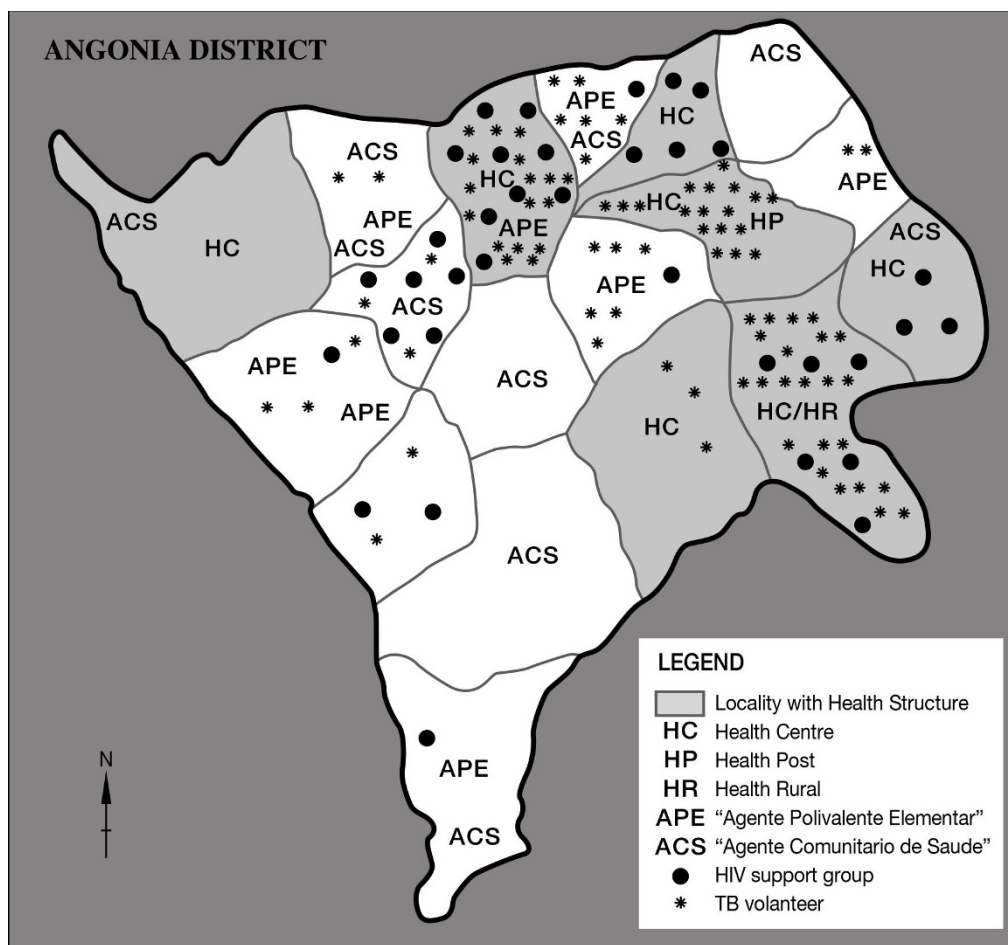 ANGONIA DISTRICT
ACS
APE
ACS
HC
ACS
HC
APE
ACS
APE
ACS
HC
APE
HC
HP
APE
ACS
HC
ACS
HC
APE
APE
ACS
HC
HC/HR
ACS
APE
ACS
N
LEGEND
Locality with Health Structure
HC Health Centre
HP Health Post
HR Health Rural
APE “Agente Polivalente Elementar”
ACS “Agente Comunitario de Saude”
HIV support group
TB volunteer